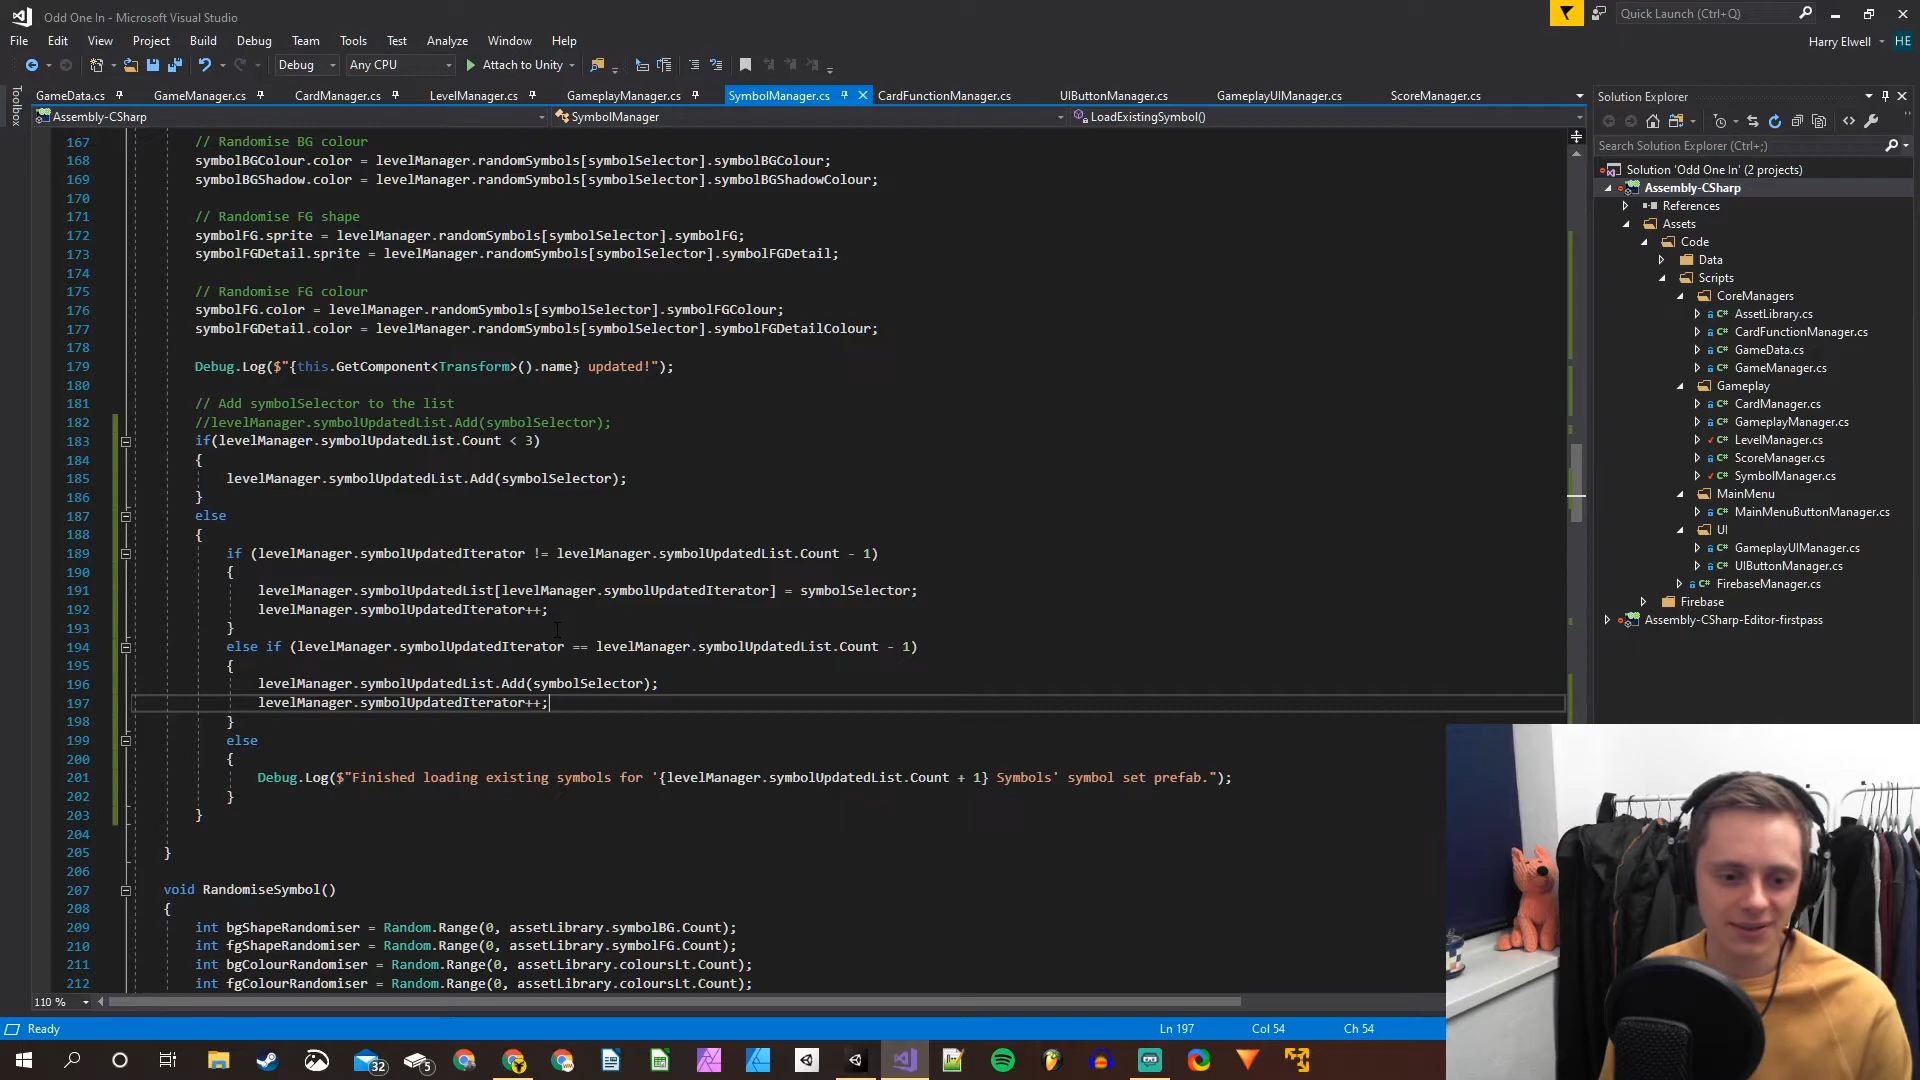 Odd One In - Microsoft Visual Studio
Quick Launch (Ctrl+Q)
File Edit View Project Build Debug Team Tools Test Analyze Window Help
Harry Elwell HE
Debug Any CPU Attach to Unity
Toolbox
GameData.cs GameManager.cs CardManager.cs LevelManager.cs GameplayManager.cs SymbolManager.cs CardFunctionManager.cs UIButtonManager.cs GameplayUIManager.cs ScoreManager.cs
Assembly-CSharp SymbolManager LoadExistingSymbol()
167 // Randomise BG colour
168 symbolBGColour.color = levelManager.randomSymbols[symbolSelector].symbolBGColour;
169 symbolBGShadow.color = levelManager.randomSymbols[symbolSelector].symbolBGShadowColour;
170
171 // Randomise FG shape
172 symbolFG.sprite = levelManager.randomSymbols[symbolSelector].symbolFG;
173 symbolFGDetail.sprite = levelManager.randomSymbols[symbolSelector].symbolFGDetail;
174
175 // Randomise FG colour
176 symbolFG.color = levelManager.randomSymbols[symbolSelector].symbolFGColour;
177 symbolFGDetail.color = levelManager.randomSymbols[symbolSelector].symbolFGDetailColour;
178
179 Debug.Log($"{this.GetComponent<Transform>().name} updated!");
180
181 // Add symbolSelector to the list
182 //levelManager.symbolUpdatedList.Add(symbolSelector);
183 if(levelManager.symbolUpdatedList.Count < 3)
184 {
185 levelManager.symbolUpdatedList.Add(symbolSelector);
186 }
187 else
188 {
189 if (levelManager.symbolUpdatedIterator != levelManager.symbolUpdatedList.Count - 1)
190 {
191 levelManager.symbolUpdatedList[levelManager.symbolUpdatedIterator] = symbolSelector;
192 levelManager.symbolUpdatedIterator++;
193 }
194 else if (levelManager.symbolUpdatedIterator == levelManager.symbolUpdatedList.Count - 1)
195 {
196 levelManager.symbolUpdatedList.Add(symbolSelector);
197 levelManager.symbolUpdatedIterator++;
198 }
199 else
200 {
201 Debug.Log($"Finished loading existing symbols for '{levelManager.symbolUpdatedList.Count + 1} Symbols' symbol set prefab.");
202 }
203 }
204
205 }
206
207 void RandomiseSymbol()
208 {
209 int bgShapeRandomiser = Random.Range(0, assetLibrary.symbolBG.Count);
210 int fgShapeRandomiser = Random.Range(0, assetLibrary.symbolFG.Count);
211 int bgColourRandomiser = Random.Range(0, assetLibrary.coloursLt.Count);
212 int fgColourRandomiser = Random.Range(0, assetLibrary.coloursLt.Count);
110 %
Solution Explorer
Search Solution Explorer (Ctrl+;)
Solution 'Odd One In' (2 projects)
Assembly-CSharp
References
Assets
Code
Data
Scripts
CoreManagers
AssetLibrary.cs
CardFunctionManager.cs
GameData.cs
GameManager.cs
Gameplay
CardManager.cs
GameplayManager.cs
LevelManager.cs
ScoreManager.cs
SymbolManager.cs
MainMenu
MainMenuButtonManager.cs
UI
GameplayUIManager.cs
UIButtonManager.cs
FirebaseManager.cs
Firebase
Assembly-CSharp-Editor-firstpass
Ready Ln 197 Col 54 Ch 54
32 5